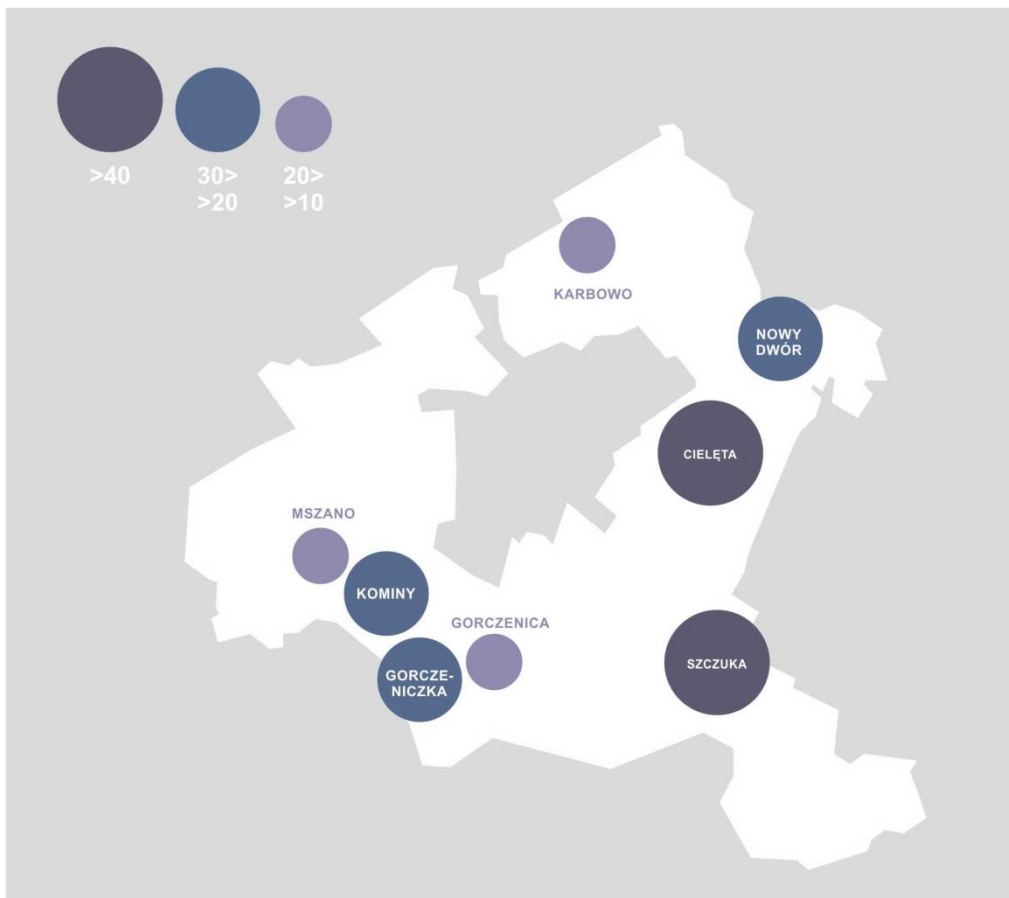 >40
30>
>20
20>
>10
KARBOWO
NOWY
DWÓR
CIELĘTA
MSZANO
KOMINY
GORCZENICA
GORCZE-
NICZKA
SZCZUKA